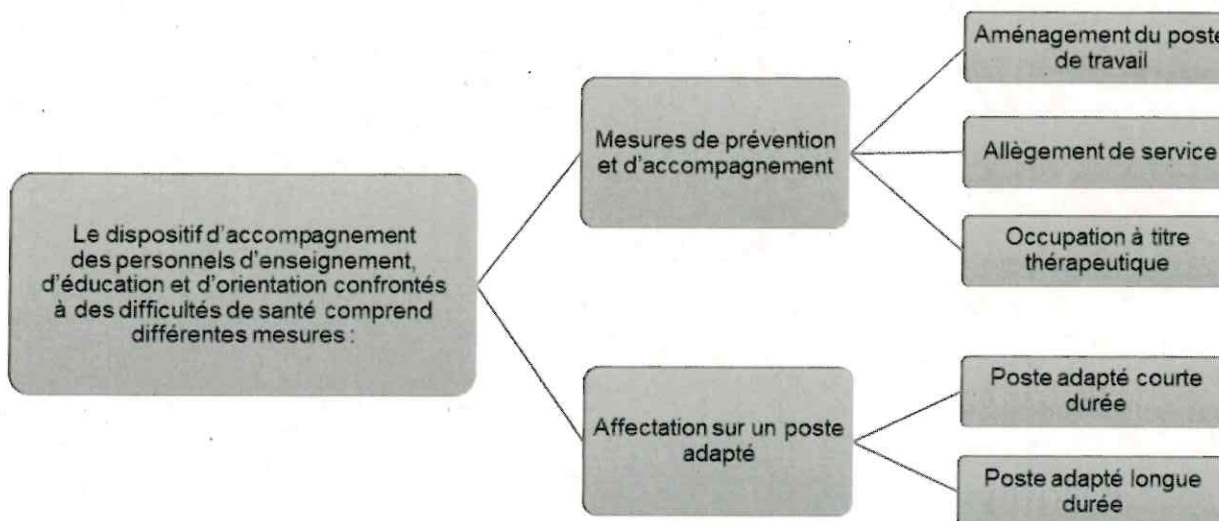 Le dispositif d'accompagnement
des personnels d'enseignement,
d'éducation et d'orientation confrontés
à des difficultés de santé comprend
différentes mesures :
Mesures de prévention
et d'accompagnement
Aménagement du poste
de travail
Allègement de service
Occupation à titre
thérapeutique
Affectation sur un poste
adapté
Poste adapté courte
durée
Poste adapté longue
durée